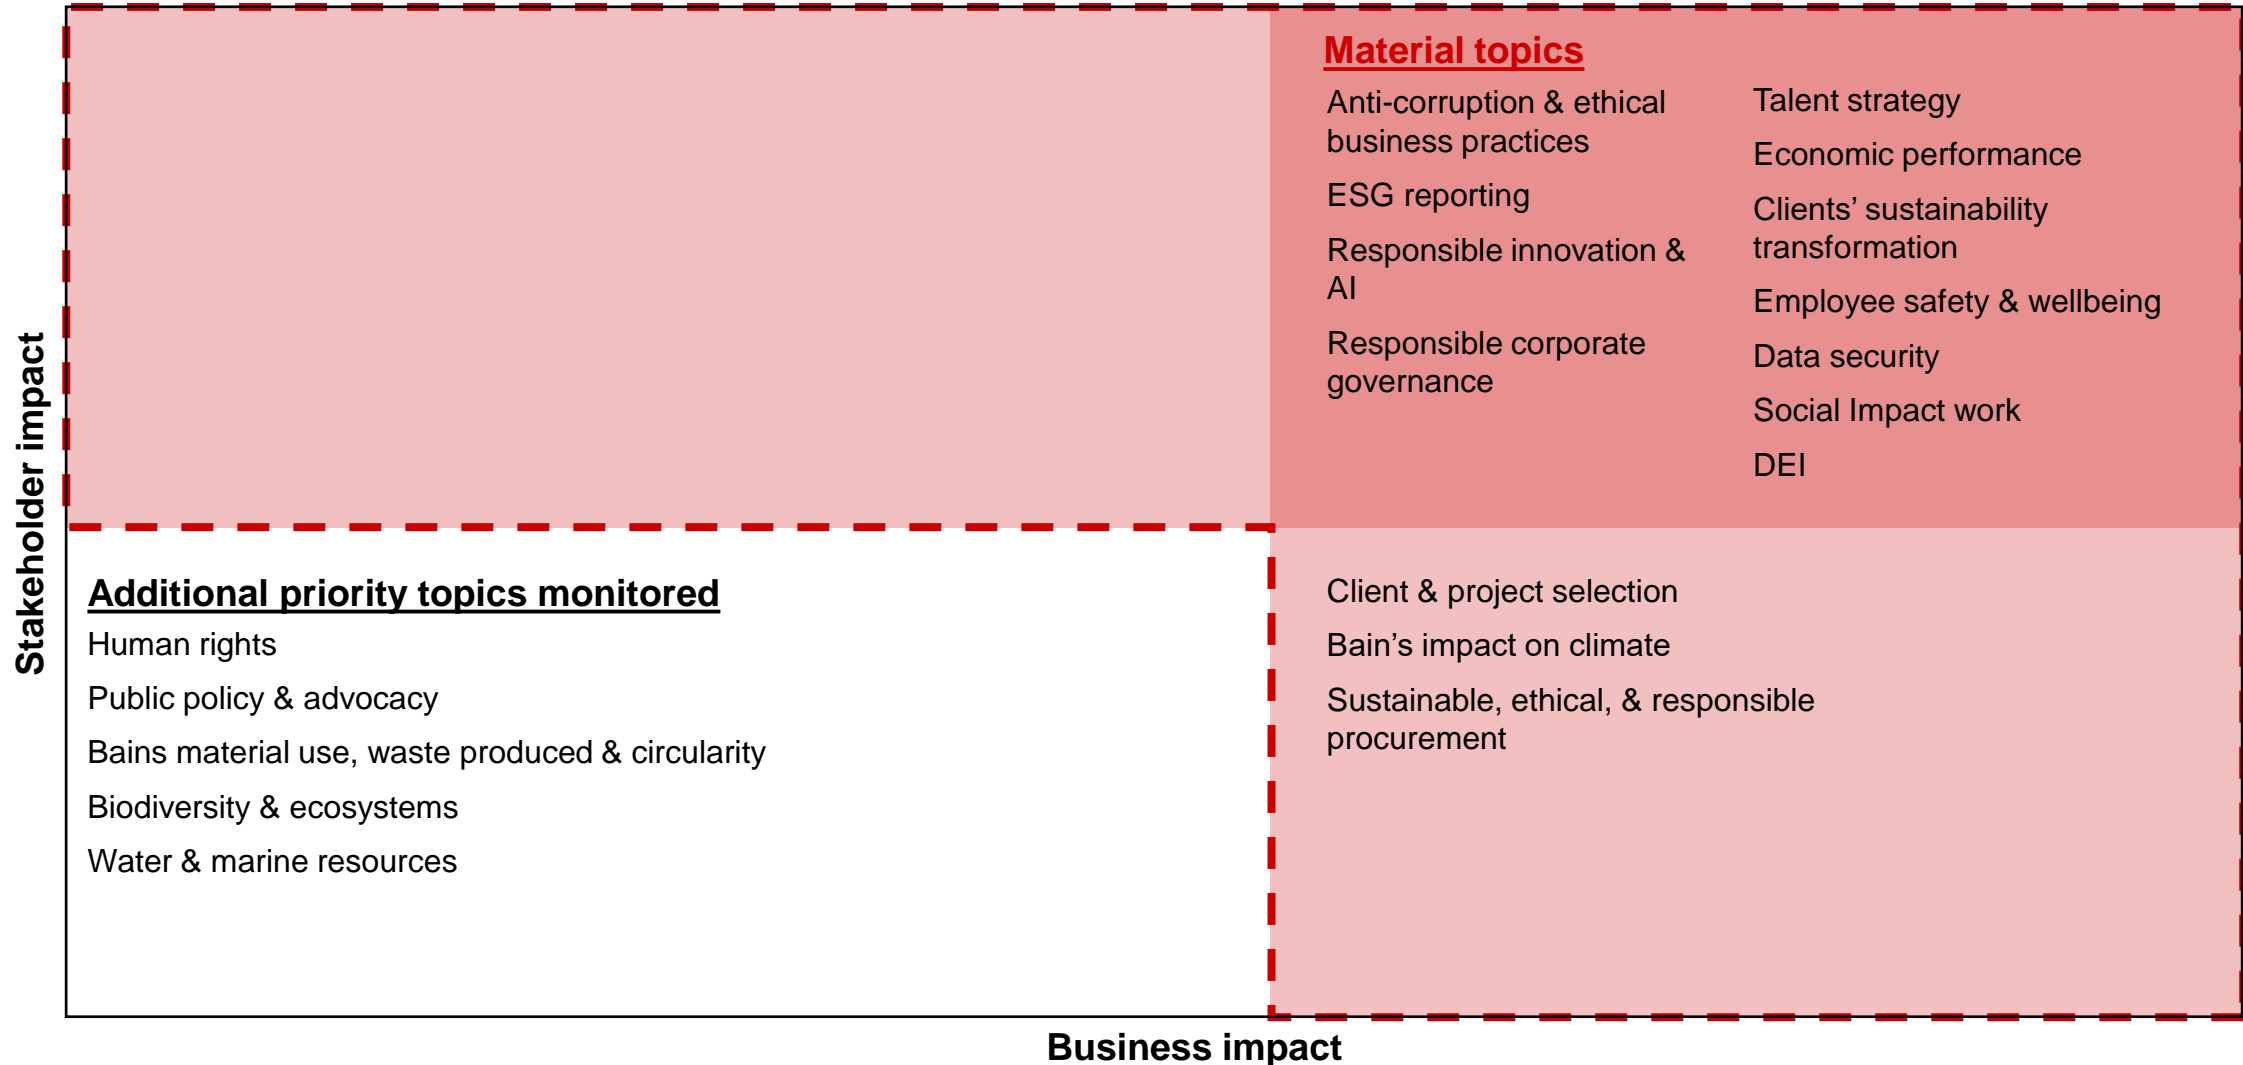 Stakeholder impact
Material topics
Anti-corruption & ethical
business practices
ESG reporting
Responsible innovation &
AI
Responsible corporate
governance
Talent strategy
Economic performance
Clients’ sustainability
transformation
Employee safety & wellbeing
Data security
Social Impact work
DEI
Additional priority topics monitored
Human rights
Public policy & advocacy
Bains material use, waste produced & circularity
Biodiversity & ecosystems
Water & marine resources
Client & project selection
Bain’s impact on climate
Sustainable, ethical, & responsible
procurement
Business impact